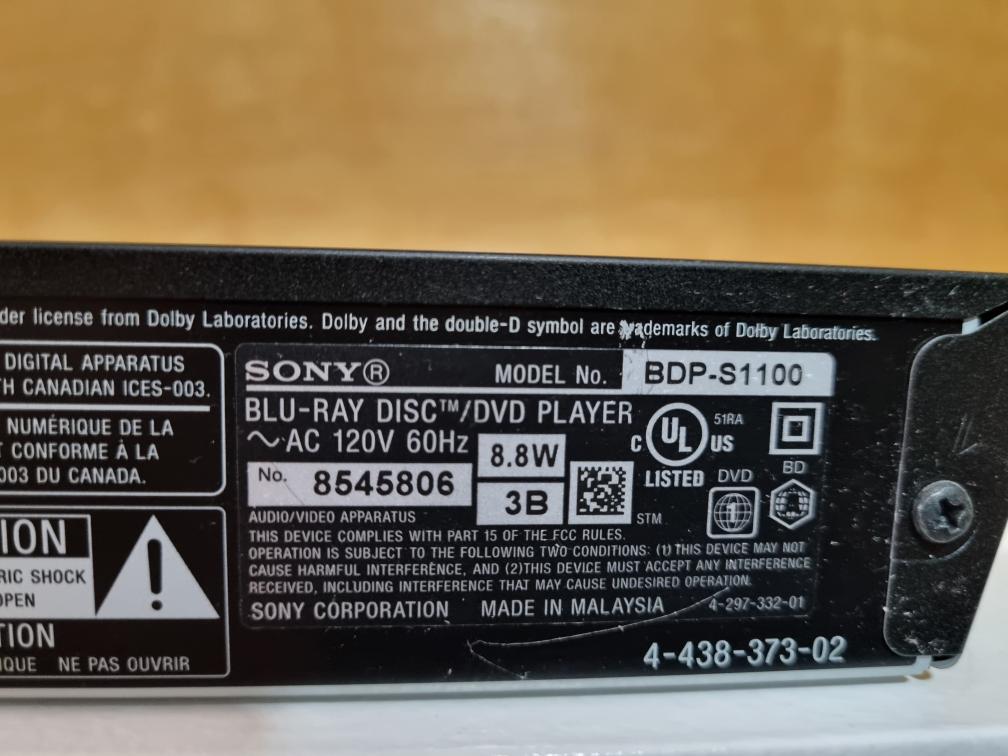 der license from Dolby Laboratories. Dolby and the double-D symbol are trademarks of Dolby Laboratories.
DIGITAL APPARATUS
H CANADIAN ICES-003.
NUMÉRIQUE DE LA
CONFORME À LA
003 DU CANADA.
ION
RIC SHOCK
OPEN
TION
IQUE NE PAS OUVRIR
SONY® MODEL No. BDP-S1100
BLU-RAY DISC™/DVD PLAYER
～AC 120V 60Hz 8.8W
No. 8545806 3B
C UL US 51RA
LISTED
DVD BD
1
STM
AUDIO/VIDEO APPARATUS
THIS DEVICE COMPLIES WITH PART 15 OF THE FCC RULES.
OPERATION IS SUBJECT TO THE FOLLOWING TWO CONDITIONS: (1) THIS DEVICE MAY NOT
CAUSE HARMFUL INTERFERENCE, AND (2)THIS DEVICE MUST ACCEPT ANY INTERFERENCE
RECEIVED, INCLUDING INTERFERENCE THAT MAY CAUSE UNDESIRED OPERATION.
SONY CORPORATION MADE IN MALAYSIA 4-297-332-01
4-438-373-02